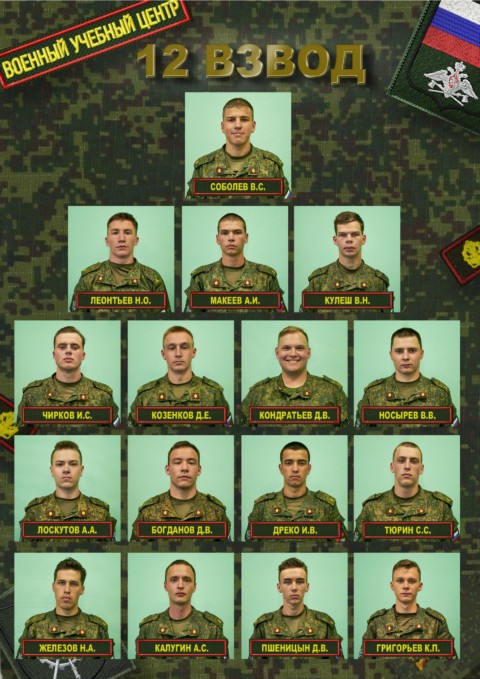 ВОЕННЫЙ УЧЕБНЫЙ ЦЕНТР
12 ВЗВОД
СОБОЛЕВ В.С.
ЛЕОНТЬЕВ Н.О.
МАКЕЕВ А.И.
КУЛЕШ В.Н.
ЧИРКОВ И.С.
КОЗЕНКОВ Д.Е.
КОНДРАТЬЕВ Д.В.
НОСЫРЕВ В.В.
ЛОСКУТОВ А.А.
БОГДАНОВ Д.В.
ДРЕКО И.В.
ТЮРИН С.С.
ЖЕЛЕЗОВ Н.А.
КАЛУГИН А.С.
ПШЕНИЦЫН Д.В.
ГРИГОРЬЕВ К.П.